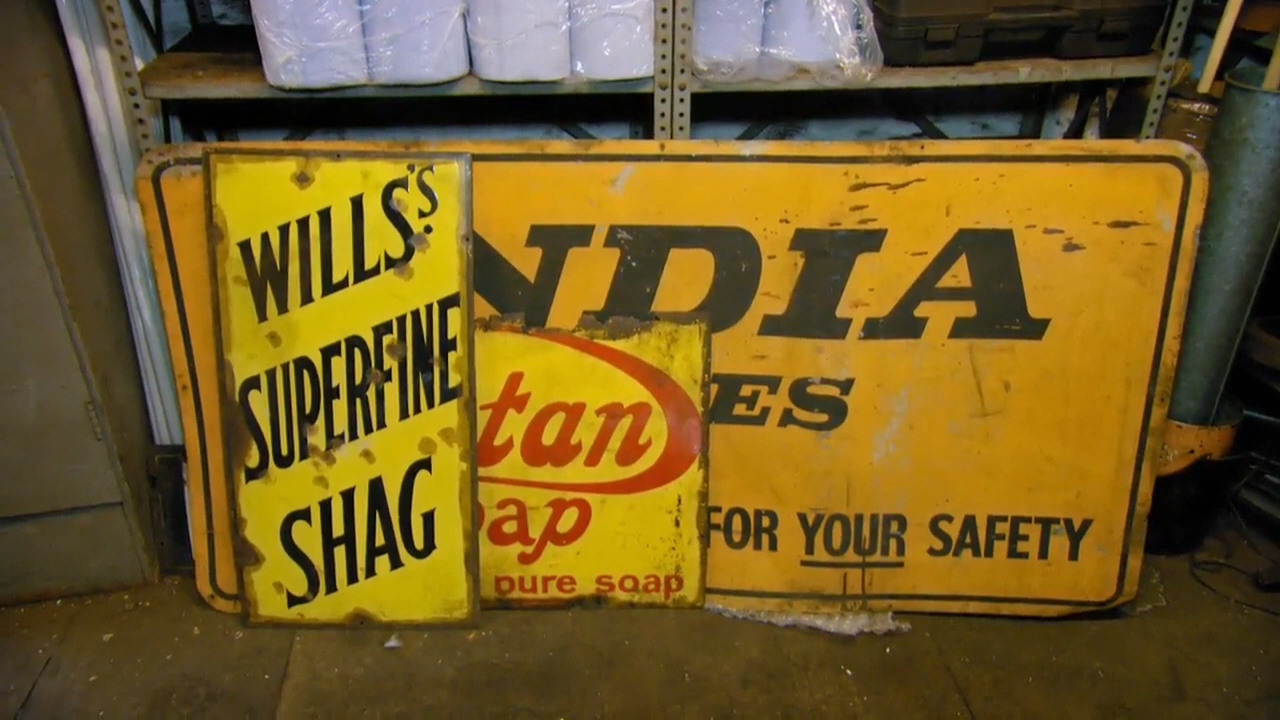 WILLS'S
SUPERFINE
SHAG
tan
oap
pure soap
NDIA
ES
FOR YOUR SAFETY